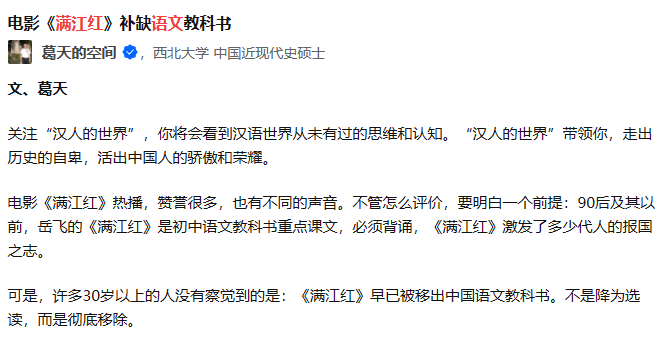 电影《满江红》补缺语文教科书
葛天的空间 ，西北大学 中国近现代史硕士
文、葛天
关注“汉人的世界”，你将会看到汉语世界从未有过的思维和认知。“汉人的世界”带领你，走出
历史的自卑，活出中国人的骄傲和荣耀。
电影《满江红》热播，赞誉很多，也有不同的声音。不管怎么评价，要明白一个前提：90后及其以
前，岳飞的《满江红》是初中语文教科书重点课文，必须背诵，《满江红》激发了多少代人的报国
之志。
可是，许多30岁以上的人没有察觉到的是：《满江红》早已被移出中国语文教科书。不是降为选
读，而是彻底移除。